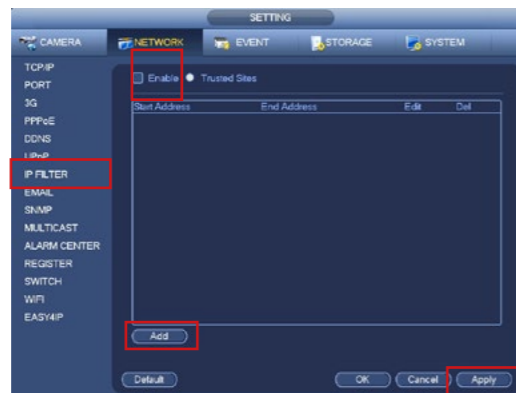 SETTING
CAMERA NETWORK EVENT STORAGE SYSTEM
TCP/IP
PORT
3G
PPPoE
DDNS
UPnP
IP FILTER
EMAIL
SNMP
MULTICAST
ALARM CENTER
REGISTER
SWITCH
WIFI
EASY4IP
Enable Trusted Sites
Start Address End Address Edit Del
Add
Default OK Cancel Apply